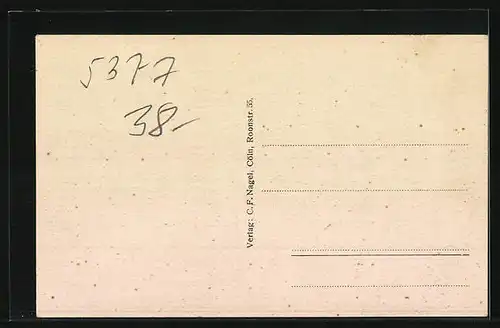 5377
38-
Verlag: C. F. Nagel, Cöln, Roonstr. 35.